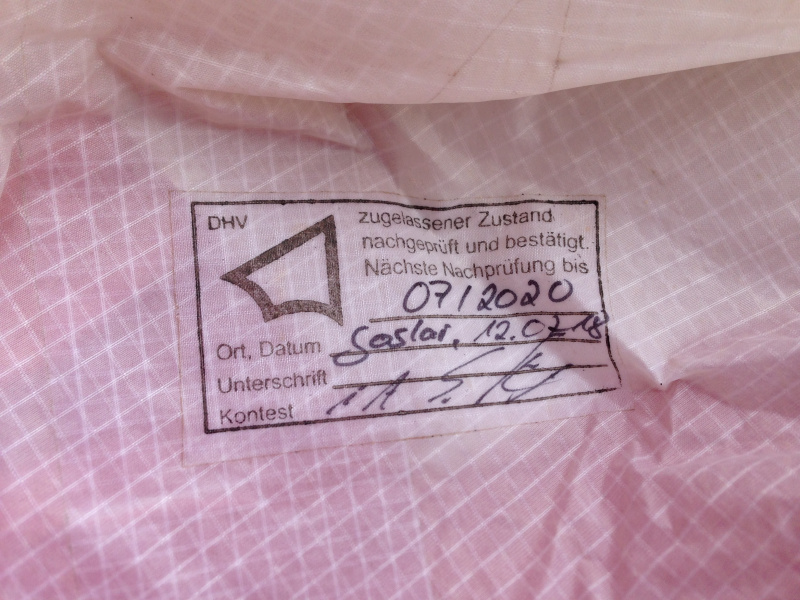 DHV
zugelassener Zustand
nachgeprüft und bestätigt.
Nächste Nachprüfung bis
07/2020
Ort, Datum Goslar, 12.07.18
Unterschrift
Kontest